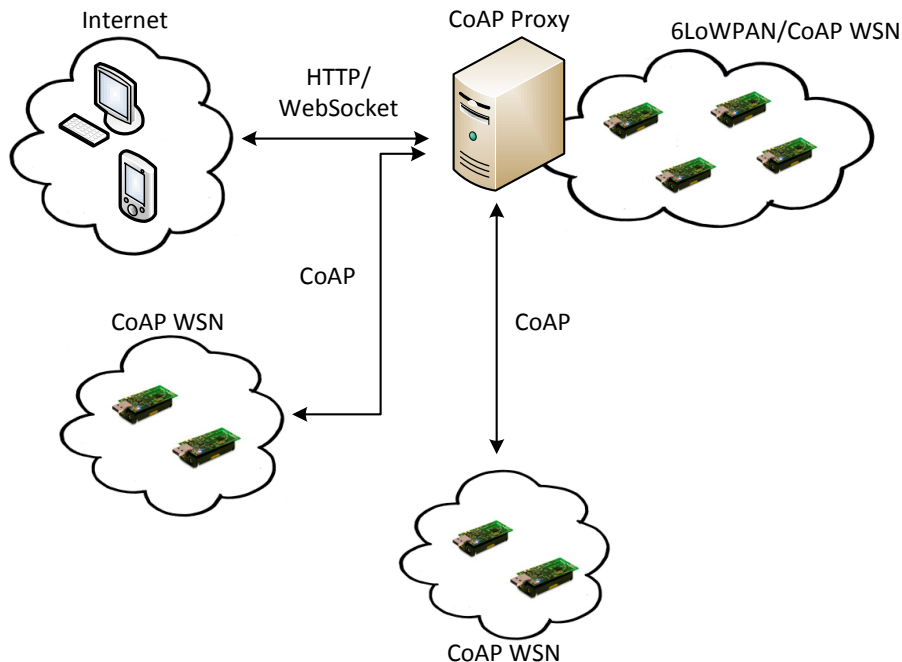 Internet
CoAP Proxy
6LoWPAN/CoAP WSN
HTTP/
WebSocket
CoAP
CoAP WSN
CoAP
CoAP WSN